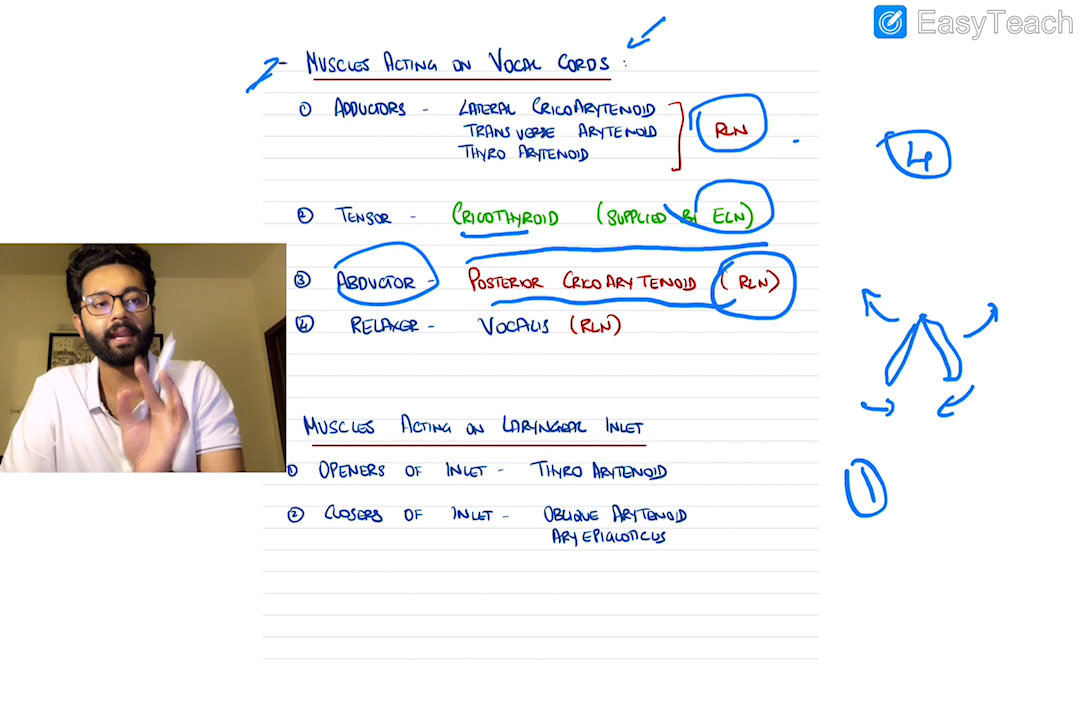 EasyTeach
- MUSCLES ACTING ON VOCAL CORDS :
① ADDUCTORS - LATERAL CRICOARYTENOID
TRANSVERSE ARYTENOID
THYRO ARYTENOID
RLN
4
② TENSOR - CRICOTHYROID (SUPPLIED BY ELN)
③ ABDUCTOR - POSTERIOR CRICOARYTENOID (RLN)
④ RELAXER - VOCALIS (RLN)
MUSCLES ACTING ON LARYNGEAL INLET
① OPENERS OF INLET - THYRO ARYTENOID
1
② CLOSERS OF INLET - OBLIQUE ARYTENOID
ARYEPIGLOTICUS